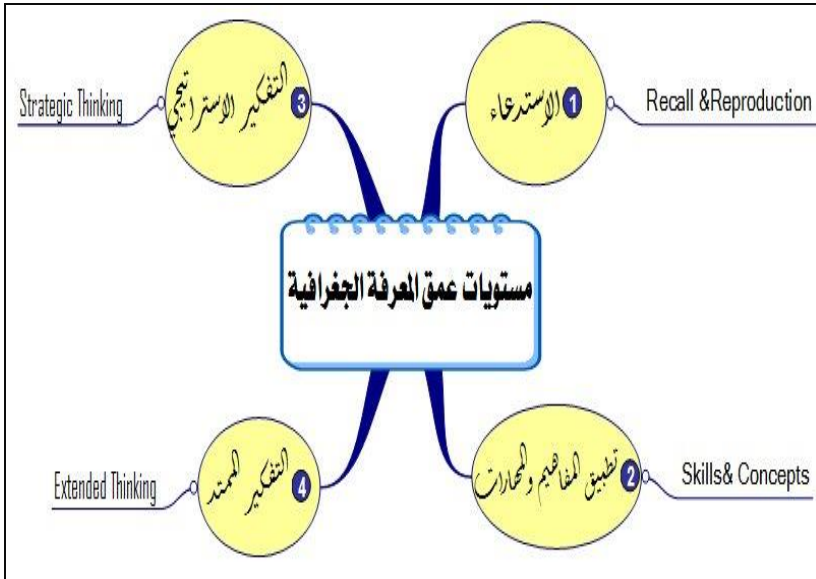 مستويات عمق المعرفة الجغرافية
1 الاستدعاء
Recall &Reproduction
2 تطبيق المفاهيم والمهارات
Skills& Concepts
3 التفكير الاستراتيجي
Strategic Thinking
4 التفكير الممتد
Extended Thinking